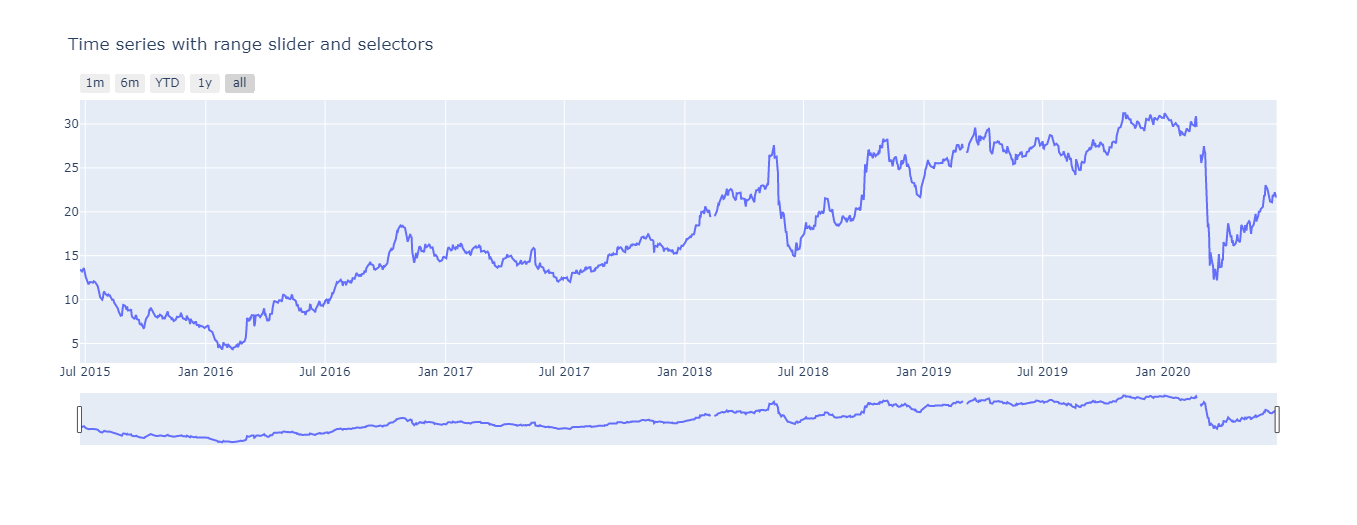 Time series with range slider and selectors
1m 6m YTD 1y all
30
25
20
15
10
5
Jul 2015 Jan 2016 Jul 2016 Jan 2017 Jul 2017 Jan 2018 Jul 2018 Jan 2019 Jul 2019 Jan 2020